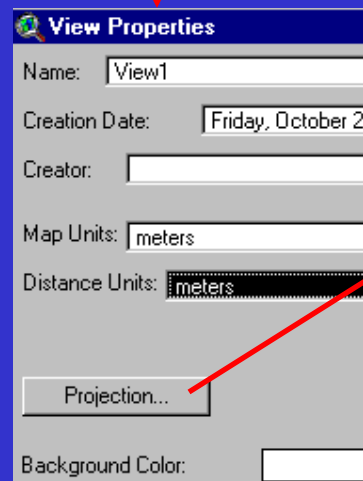 View Properties
Name: View1
Creation Date: Friday, October 2
Creator:
Map Units: meters
Distance Units: meters
Projection...
Background Color: